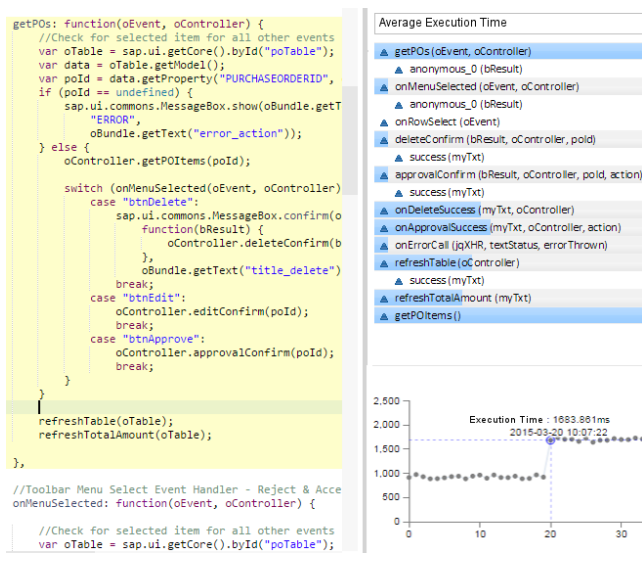 getPOs: function(oEvent, oController) {
//Check for selected item for all other events
var oTable = sap.ui.getCore().byId("poTable");
var data = oTable.getModel();
var poId = data.getProperty("PURCHASEORDERID",
if (poId == undefined) {
sap.ui.commons.MessageBox.show(oBundle.getT
"ERROR",
oBundle.getText("error_action"));
} else {
oController.getPOItems(poId);
switch (onMenuSelected(oEvent, oController)
case "btnDelete":
sap.ui.commons.MessageBox.confirm(o
function(bResult) {
oController.deleteConfirm(b
},
oBundle.getText("title_delete")
break;
case "btnEdit":
oController.editConfirm(poId);
break;
case "btnApprove":
oController.approvalConfirm(poId);
break;
}
}
refreshTable(oTable);
refreshTotalAmount(oTable);
},
//Toolbar Menu Select Event Handler - Reject & Acce
onMenuSelected: function(oEvent, oController) {
//Check for selected item for all other events
var oTable = sap.ui.getCore().byId("poTable");
Average Execution Time
getPOs (oEvent, oController)
anonymous_0 (bResult)
onMenuSelected (oEvent, oController)
anonymous_0 (bResult)
onRowSelect (oEvent)
deleteConfirm (bResult, oController, poId)
success (myTxt)
approvalConfirm (bResult, oController, poId, action)
success (myTxt)
onDeleteSuccess (myTxt, oController)
onApprovalSuccess (myTxt, oController, action)
onErrorCall (jqXHR, textStatus, errorThrown)
refreshTable (oController)
success (myTxt)
refreshTotalAmount (myTxt)
getPOItems ()
2,500
2,000
1,500
1,000
500
0
Execution Time : 1683.861ms
2015-03-20 10:07:22
0 10 20 30